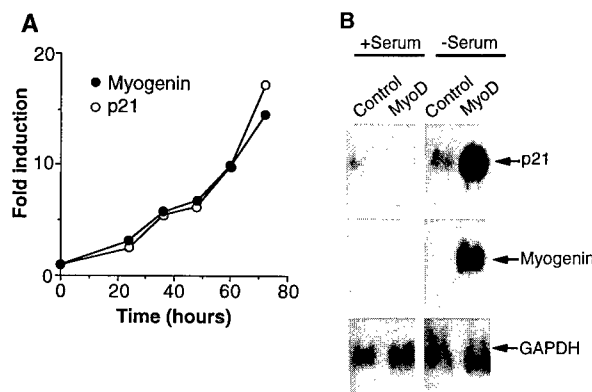 A
Fold induction
20
10
0
Myogenin
p21
0 20 40 60 80
Time (hours)
B
+Serum -Serum
Control MyoD Control MyoD
p21
Myogenin
GAPDH